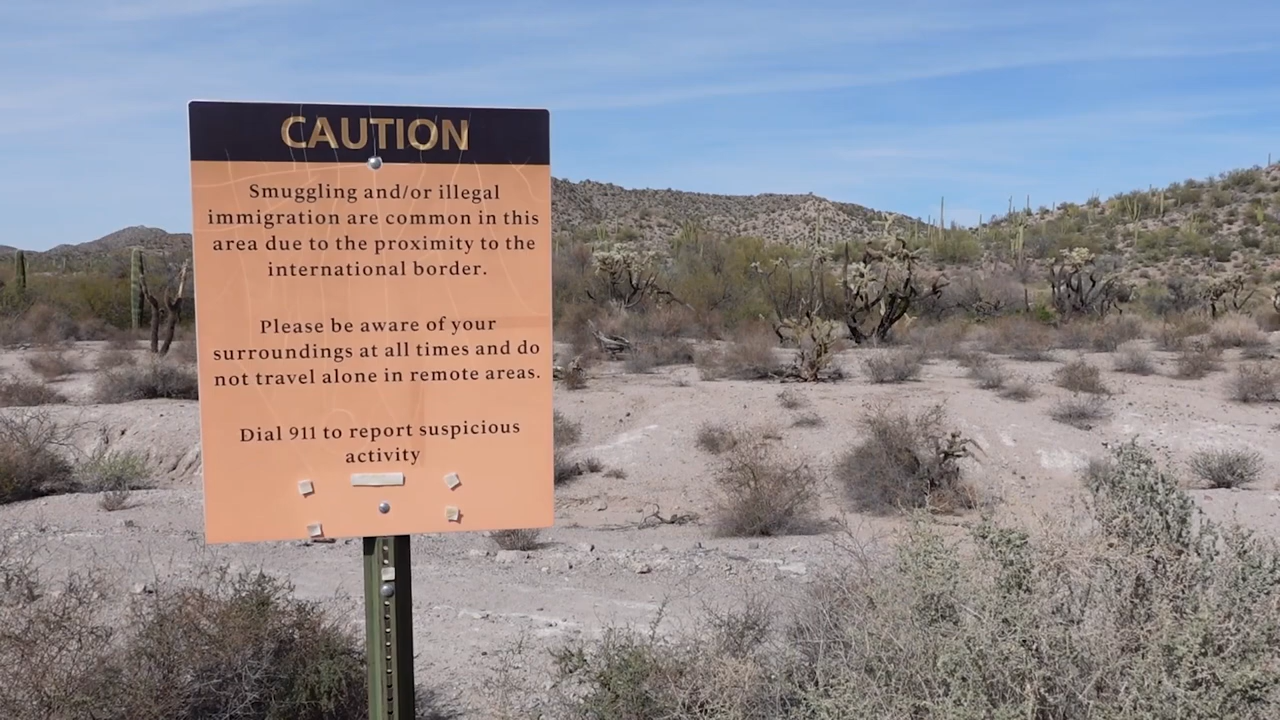 CAUTION
Smuggling and/or illegal
immigration are common in this
area due to the proximity to the
international border.
Please be aware of your
surroundings at all times and do
not travel alone in remote areas.
Dial 911 to report suspicious
activity